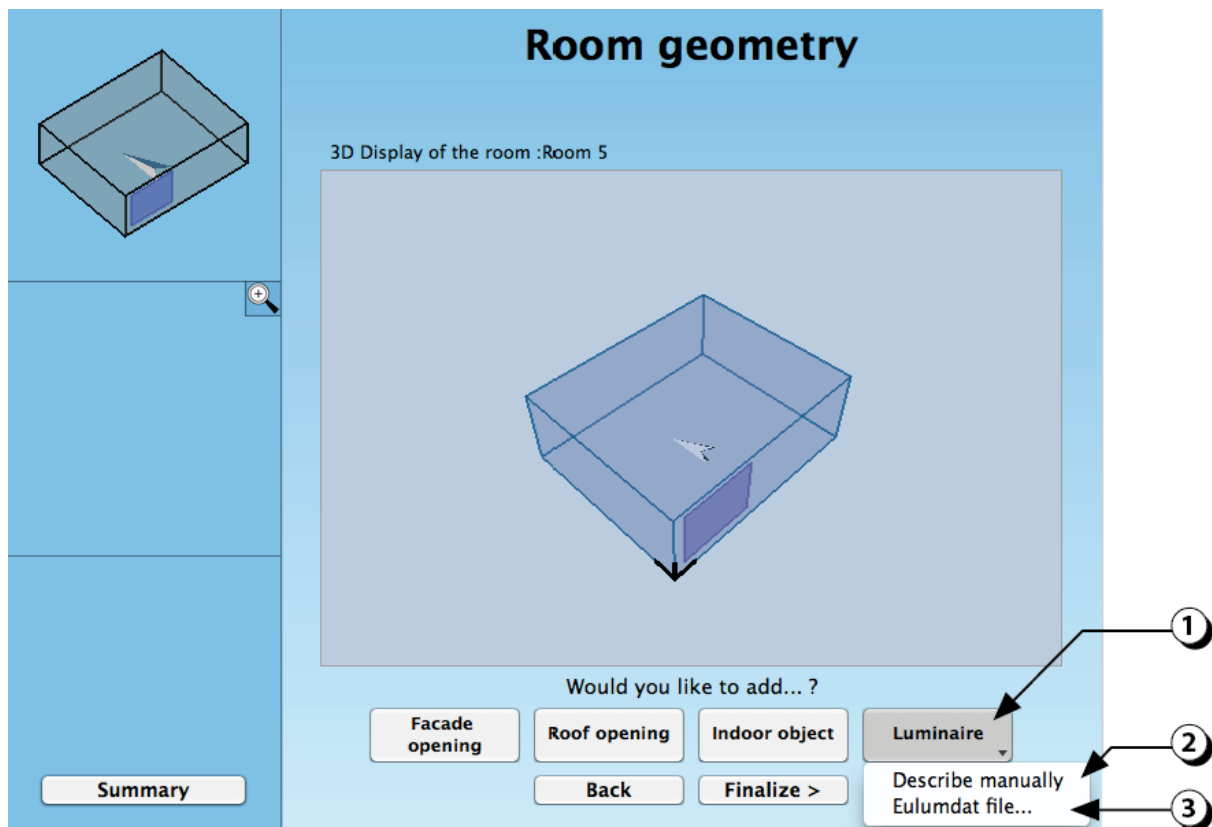 Room geometry
3D Display of the room :Room 5
1
Would you like to add... ?
Facade
opening
Roof opening
Indoor object
Luminaire
2
Describe manually
Summary
Back
Finalize >
Eulumdat file...
3